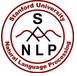 Stanford University
S
A
NLP
Natural Language Processing